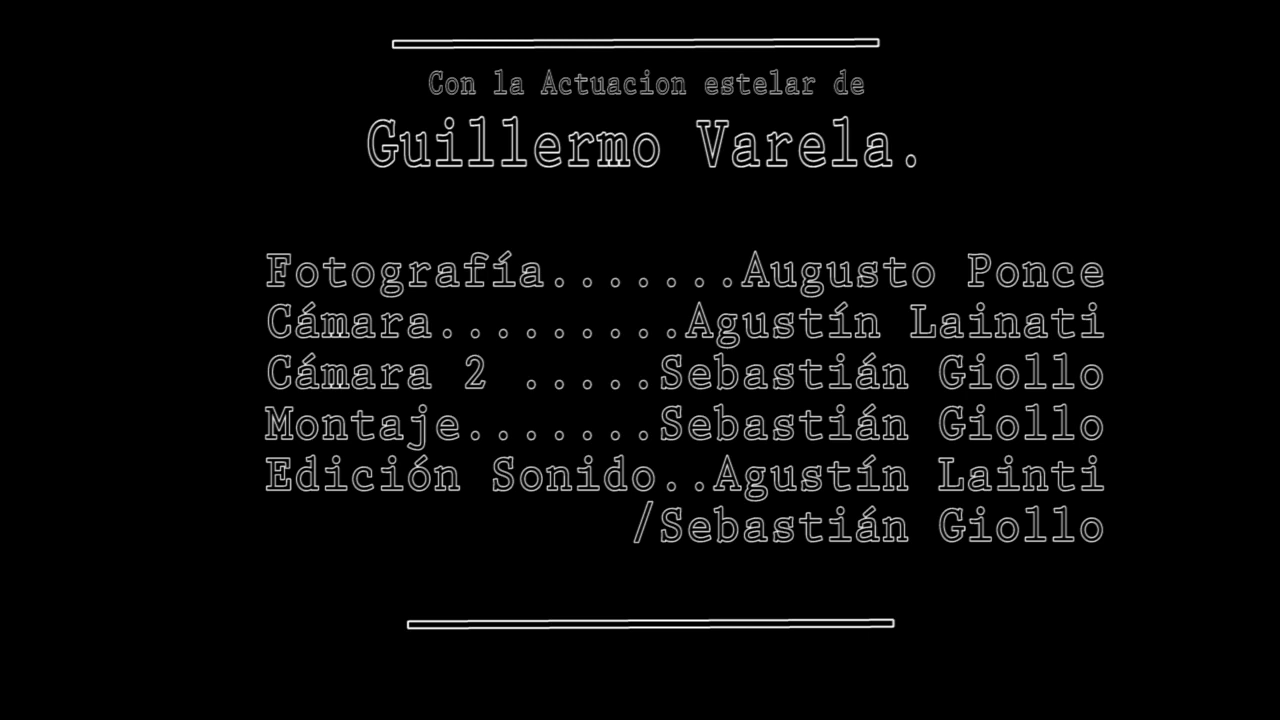 Con la Actuacion estelar de
Guillermo Varela.
Fotografía.......Augusto Ponce
Cámara.........Agustín Lainati
Cámara 2 .....Sebastián Giollo
Montaje.......Sebastián Giollo
Edición Sonido..Agustín Lainti
/Sebastián Giollo